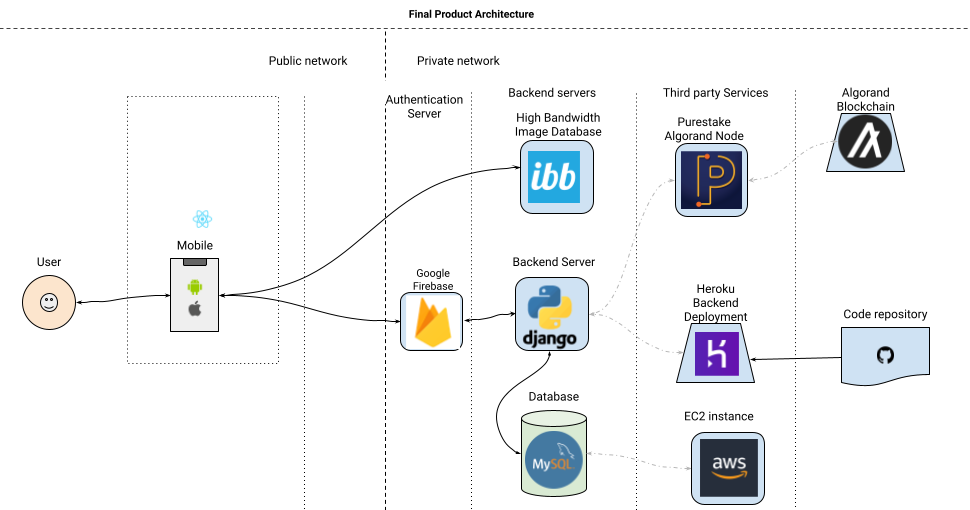 Final Product Architecture
Public network
Private network
Authentication
Server
Backend servers
Third party Services
Algorand
Blockchain
High Bandwidth
Image Database
ibb
Purestake
Algorand Node
Mobile
User
Google
Firebase
Backend Server
django
Heroku
Backend
Deployment
Code repository
Database
MySQL
EC2 instance
aws